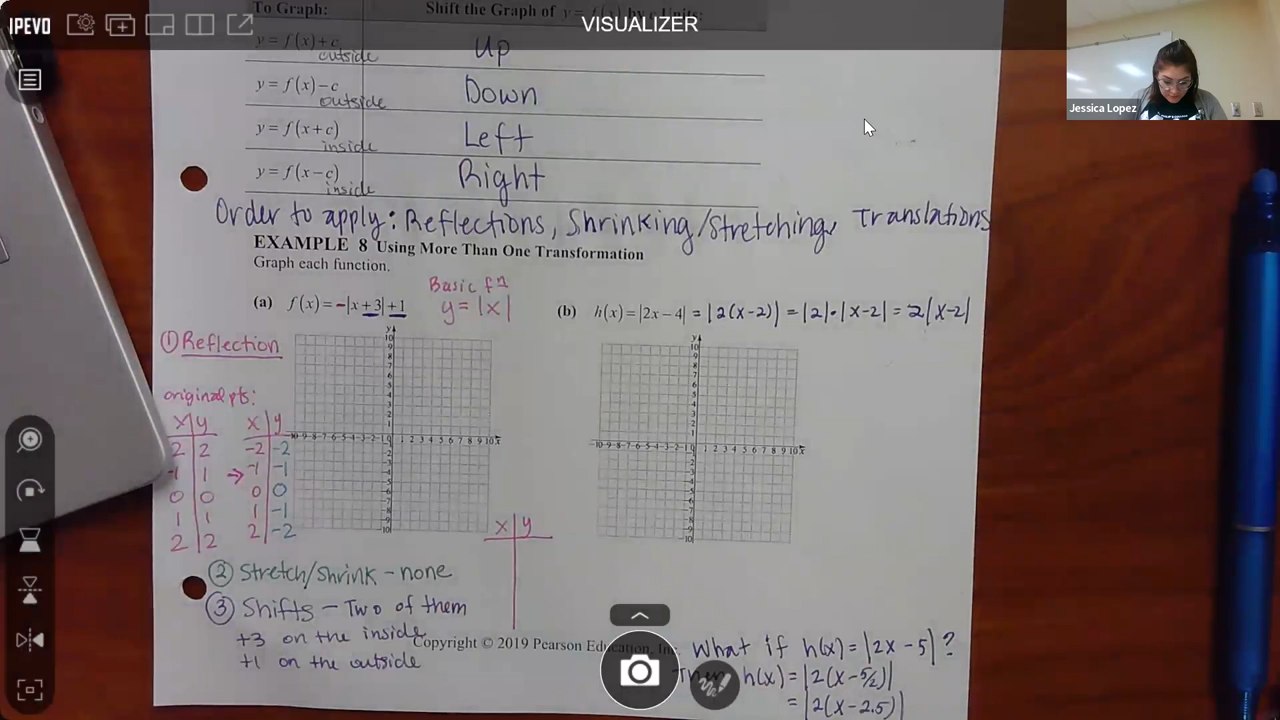 IPEVO
VISUALIZER
Jessica Lopez
To Graph: Shift the Graph of y = f(x) by c Units:
y = f(x)+c outside Up
y = f(x)-c outside Down
y = f(x+c) inside Left
y = f(x-c) inside Right
Order to apply: Reflections, Shrinking/Stretching, Translations
EXAMPLE 8 Using More Than One Transformation
Graph each function.
Basic fn
(a) f(x) = -|x+3|+1 y = |x|
(b) h(x) = |2x-4| = |2(x-2)| = |2|·|x-2| = 2|x-2|
① Reflection
original pts:
x y x y
2 2 -2 -2
-1 1 → -1 -1
0 0 0 0
1 1 1 -1
2 2 2 -2
x y
② Stretch/Shrink - none
③ Shifts - Two of them
+3 on the inside
+1 on the outside
Copyright © 2019 Pearson Education, Inc.
What if h(x) = |2x-5|?
Then h(x) = |2(x-5/2)|
= |2(x-2.5)|